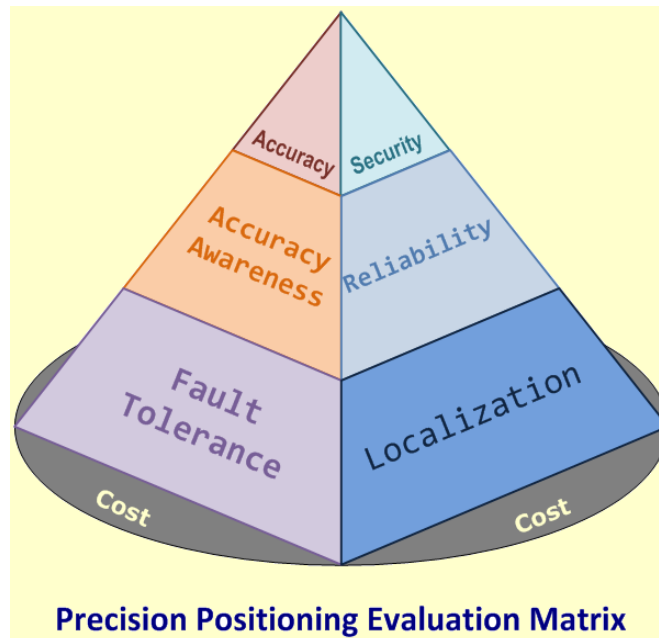 Accuracy
Security
Accuracy
Awareness
Reliability
Fault
Tolerance
Localization
Cost
Cost
Precision Positioning Evaluation Matrix